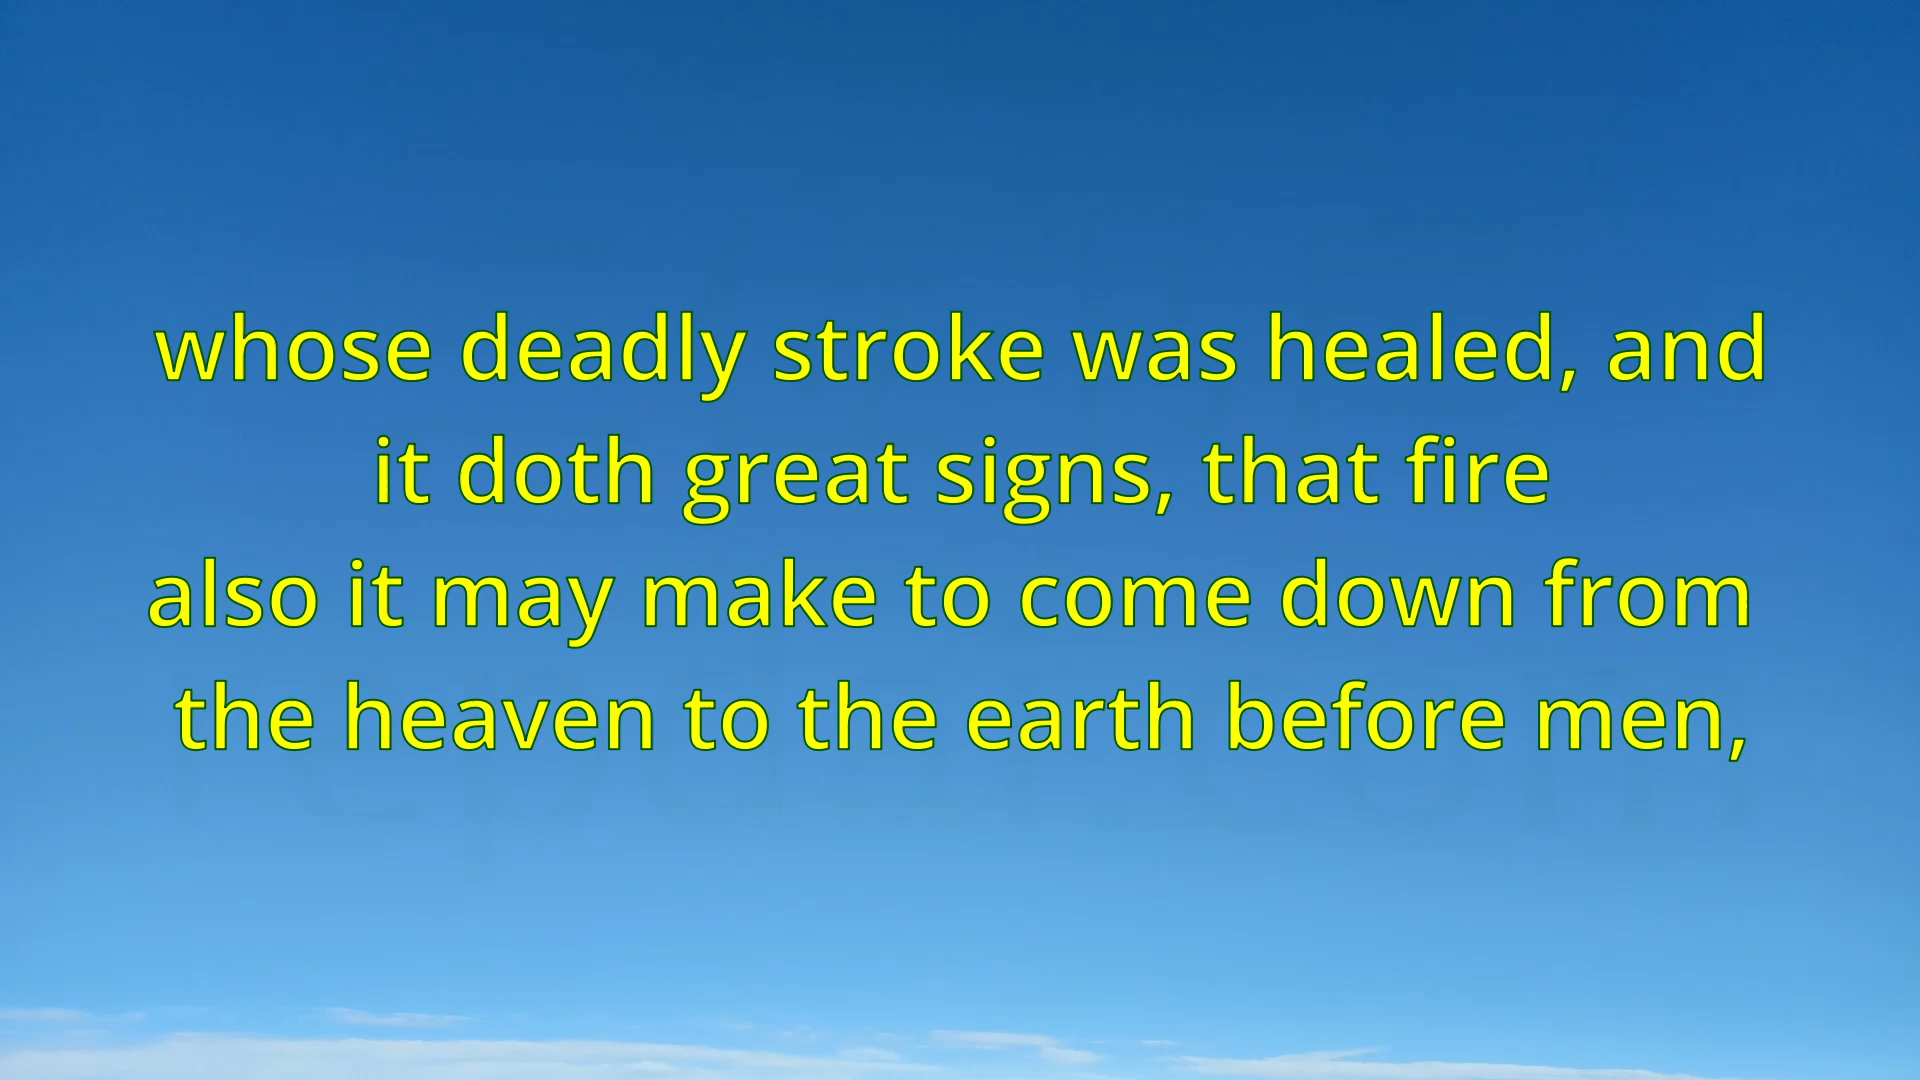 whose deadly stroke was healed, and
it doth great signs, that fire
also it may make to come down from
the heaven to the earth before men,